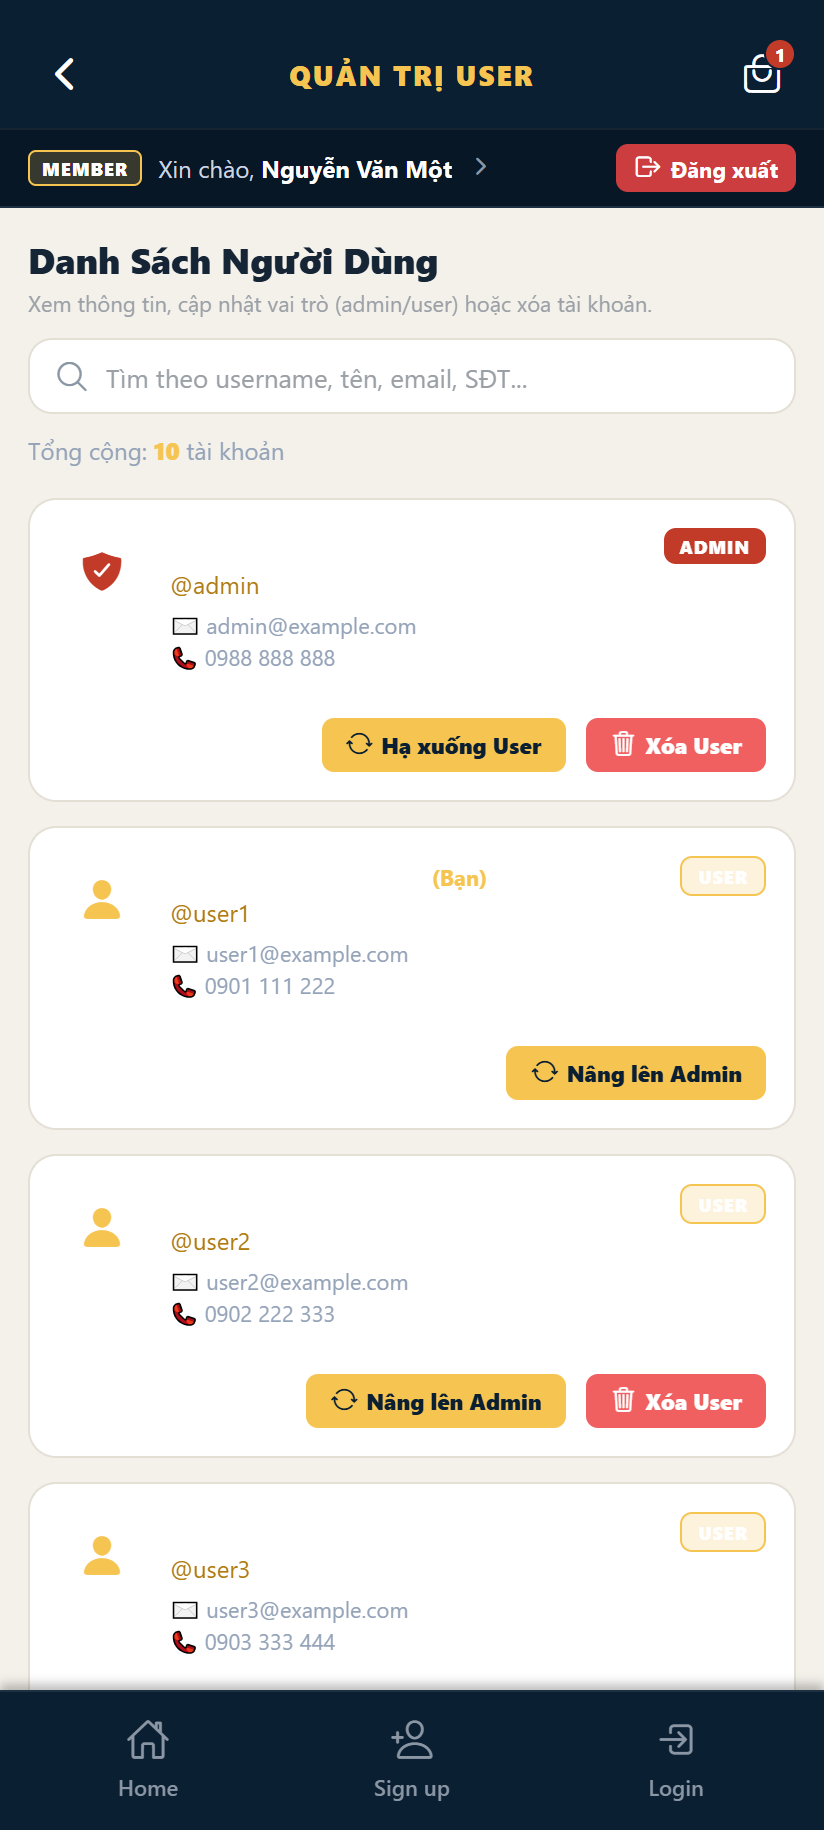 QUẢN TRỊ USER
1
MEMBER
Xin chào, Nguyễn Văn Một
Đăng xuất
Danh Sách Người Dùng
Xem thông tin, cập nhật vai trò (admin/user) hoặc xóa tài khoản.
Tìm theo username, tên, email, SĐT...
Tổng cộng: 10 tài khoản
ADMIN
@admin
admin@example.com
0988 888 888
Hạ xuống User
Xóa User
(Bạn)
USER
@user1
user1@example.com
0901 111 222
Nâng lên Admin
USER
@user2
user2@example.com
0902 222 333
Nâng lên Admin
Xóa User
USER
@user3
user3@example.com
0903 333 444
Home
Sign up
Login